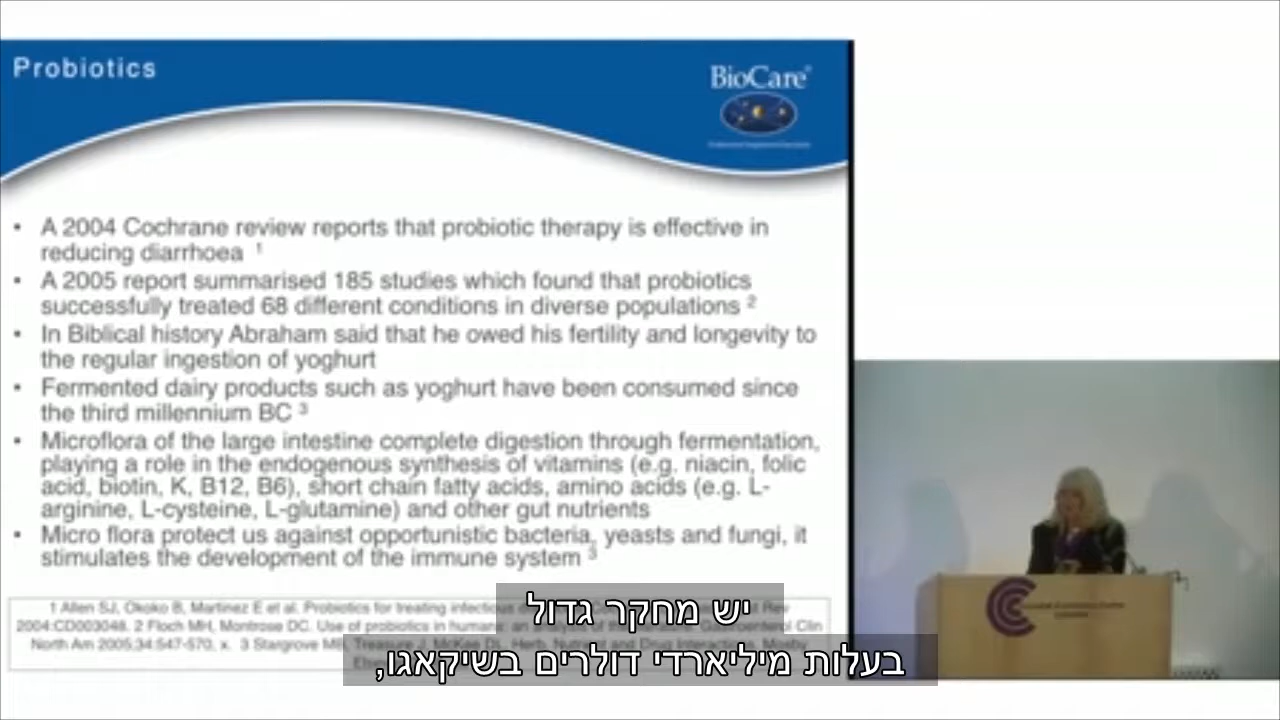 Probiotics
BioCare
• A 2004 Cochrane review reports that probiotic therapy is effective in
reducing diarrhoea 1
• A 2005 report summarised 185 studies which found that probiotics
successfully treated 68 different conditions in diverse populations 2
• In Biblical history Abraham said that he owed his fertility and longevity to
the regular ingestion of yoghurt
• Fermented dairy products such as yoghurt have been consumed since
the third millennium BC 3
• Microflora of the large intestine complete digestion through fermentation,
playing a role in the endogenous synthesis of vitamins (e.g. niacin, folic
acid, biotin, K, B12, B6), short chain fatty acids, amino acids (e.g. L-
arginine, L-cysteine, L-glutamine) and other gut nutrients
• Micro flora protect us against opportunistic bacteria, yeasts and fungi, it
stimulates the development of the immune system 3
1 Allen SJ, Okoko B, Martinez E et al. Probiotics for treating infectious Rev
2004:CD003048. 2 Floch MH, Montrose DC. Use of probiotics in humans: an Gastroenterol Clin
North Am 2005;34:547-570, x. 3 Stargrove
יש מחקר גדול
בעלות מיליארדי דולרים בשיקאגו,